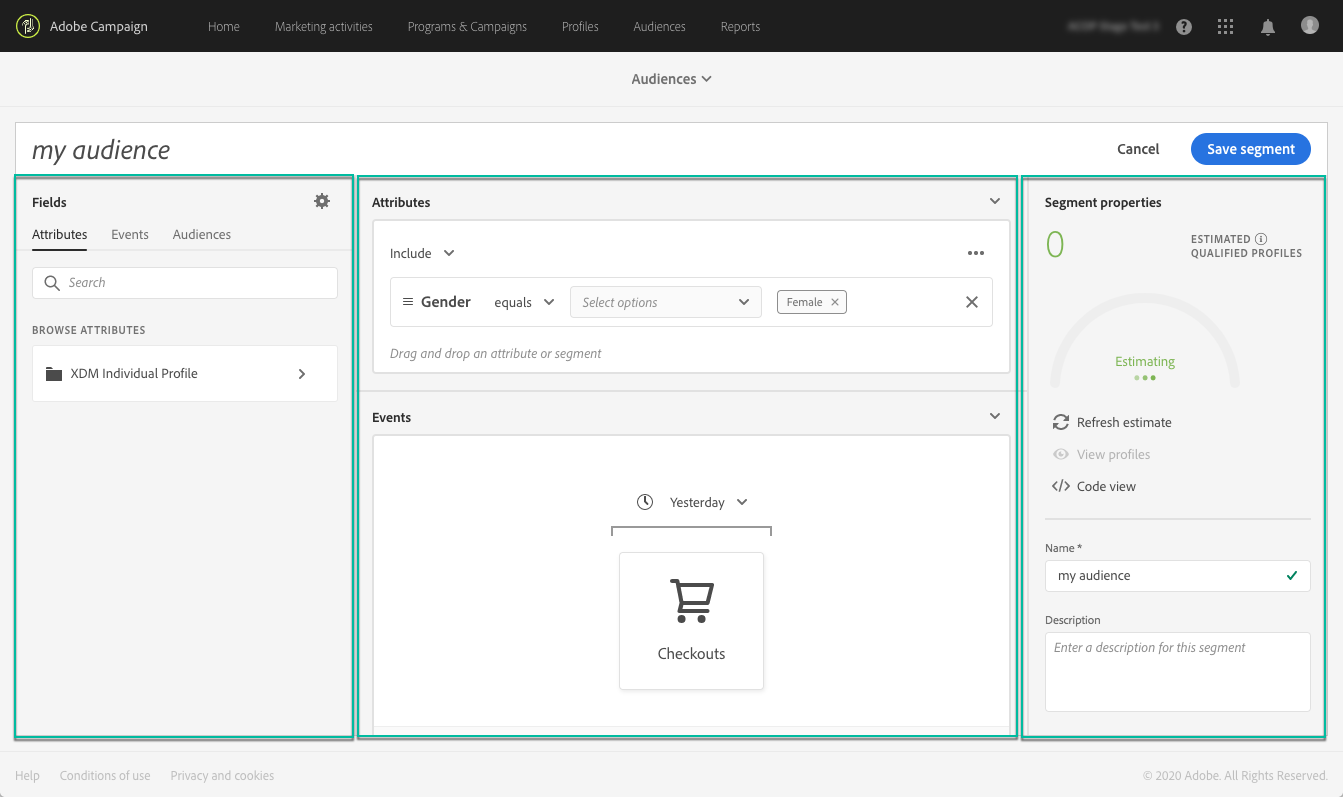 Adobe Campaign
Home
Marketing activities
Programs & Campaigns
Profiles
Audiences
Reports
Audiences
my audience
Cancel
Save segment
Fields
Attributes
Events
Audiences
Search
BROWSE ATTRIBUTES
XDM Individual Profile
Attributes
Include
Gender
equals
Select options
Female
Drag and drop an attribute or segment
Events
Yesterday
Checkouts
Segment properties
0
ESTIMATED
QUALIFIED PROFILES
Estimating
Refresh estimate
View profiles
</> Code view
Name *
my audience
Description
Enter a description for this segment
Help
Conditions of use
Privacy and cookies
© 2020 Adobe. All Rights Reserved.